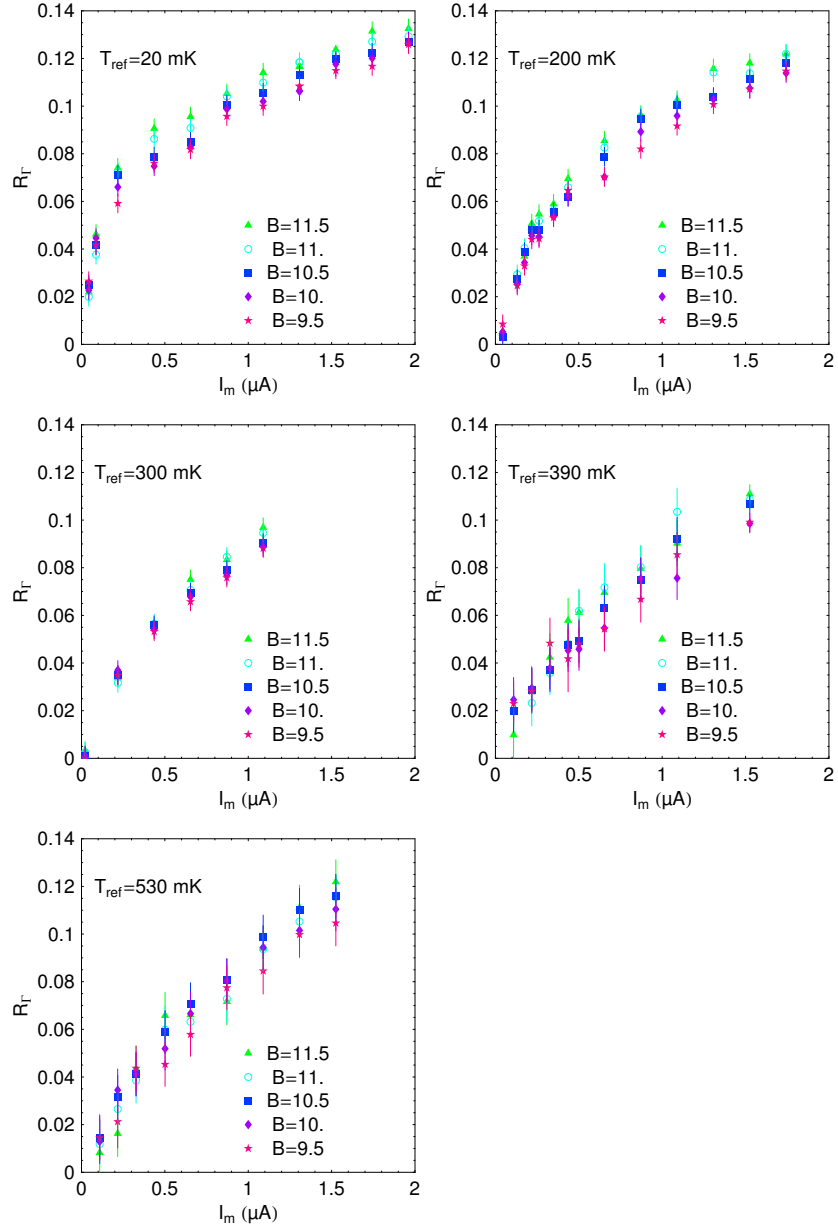 0.14
0.12
0.1
0.08
0.06
0.04
0.02
0
R_Γ
T_ref=20 mK
B=11.5
B=11.
B=10.5
B=10.
B=9.5
0 0.5 1 1.5 2
I_m (µA)
0.14
0.12
0.1
0.08
0.06
0.04
0.02
0
R_Γ
T_ref=200 mK
B=11.5
B=11.
B=10.5
B=10.
B=9.5
0 0.5 1 1.5 2
I_m (µA)
0.14
0.12
0.1
0.08
0.06
0.04
0.02
0
R_Γ
T_ref=300 mK
B=11.5
B=11.
B=10.5
B=10.
B=9.5
0 0.5 1 1.5 2
I_m (µA)
0.14
0.12
0.1
0.08
0.06
0.04
0.02
0
R_Γ
T_ref=390 mK
B=11.5
B=11.
B=10.5
B=10.
B=9.5
0 0.5 1 1.5 2
I_m (µA)
0.14
0.12
0.1
0.08
0.06
0.04
0.02
0
R_Γ
T_ref=530 mK
B=11.5
B=11.
B=10.5
B=10.
B=9.5
0 0.5 1 1.5 2
I_m (µA)